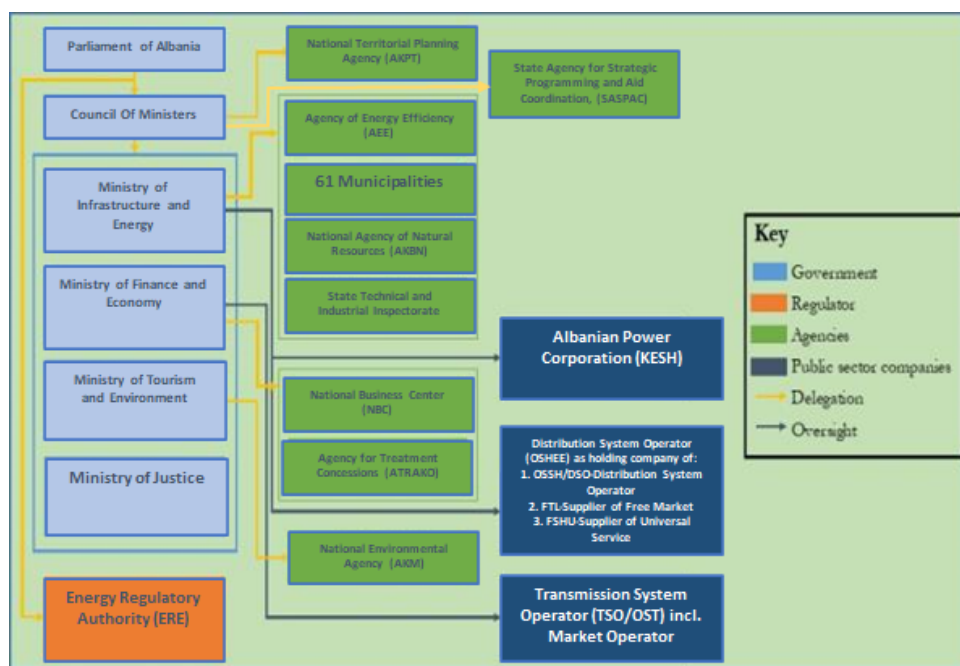 Parliament of Albania
Council Of Ministers
Ministry of
Infrastructure and
Energy
Ministry of Finance and
Economy
Ministry of Tourism
and Environment
Ministry of Justice
Energy Regulatory
Authority (ERE)
National Territorial Planning
Agency (AKPT)
State Agency for Strategic
Programming and Aid
Coordination, (SASPAC)
Agency of Energy Efficiency
(AEE)
61 Municipalities
National Agency of Natural
Resources (AKBN)
State Technical and
Industrial Inspectorate
National Business Center
(NBC)
Agency for Treatment
Concessions (ATRAKO)
National Environmental
Agency (AKM)
Albanian Power
Corporation (KESH)
Distribution System Operator
(OSHEE) as holding company of:
1. OSSH/DSO-Distribution System
Operator
2. FTL-Supplier of Free Market
3. FSHU-Supplier of Universal
Service
Transmission System
Operator (TSO/OST) incl.
Market Operator
Key
Government
Regulator
Agencies
Public sector companies
Delegation
Oversight